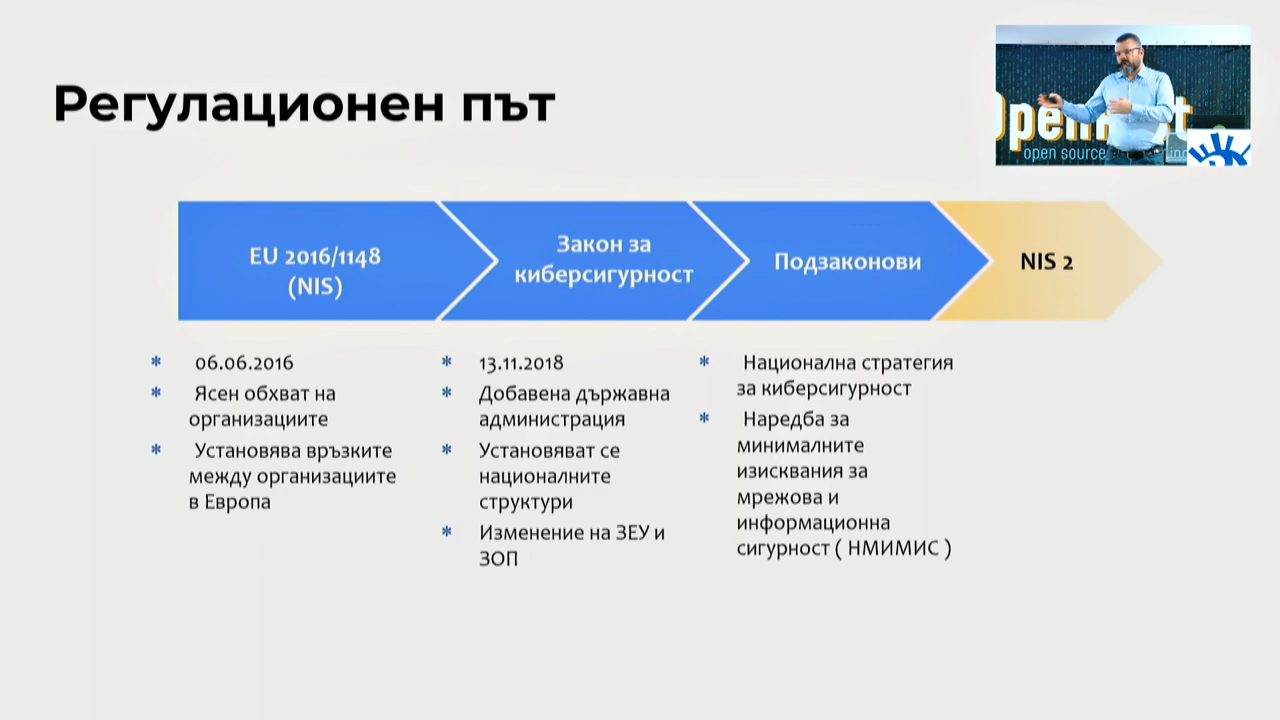 Регулационен път
open source
EU 2016/1148
(NIS)
Закон за
киберсигурност
Подзаконови
NIS 2
* 06.06.2016
* Ясен обхват на
организациите
* Установява връзките
между организациите
в Европа
* 13.11.2018
* Добавена държавна
администрация
* Установяват се
националните
структури
* Изменение на ЗЕУ и
ЗОП
* Национална стратегия
за киберсигурност
* Наредба за
минималните
изисквания за
мрежова и
информационна
сигурност ( НМИМИС )